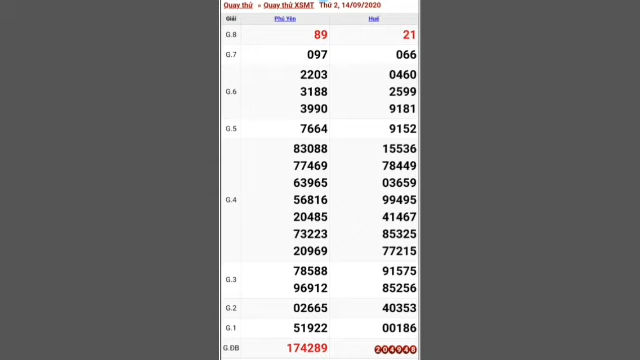 Quay thử » Quay thử XSMT Thứ 2, 14/09/2020
Giải Phú Yên Huế
G.8 89 21
G.7 097 066
2203 0460
G.6 3188 2599
3990 9181
G.5 7664 9152
83088 15536
77469 78449
63965 03659
G.4 56816 99495
20485 41467
73223 85325
20969 77215
G.3 78588 91575
96912 85256
G.2 02665 40353
G.1 51922 00186
G.ĐB 174289 204948